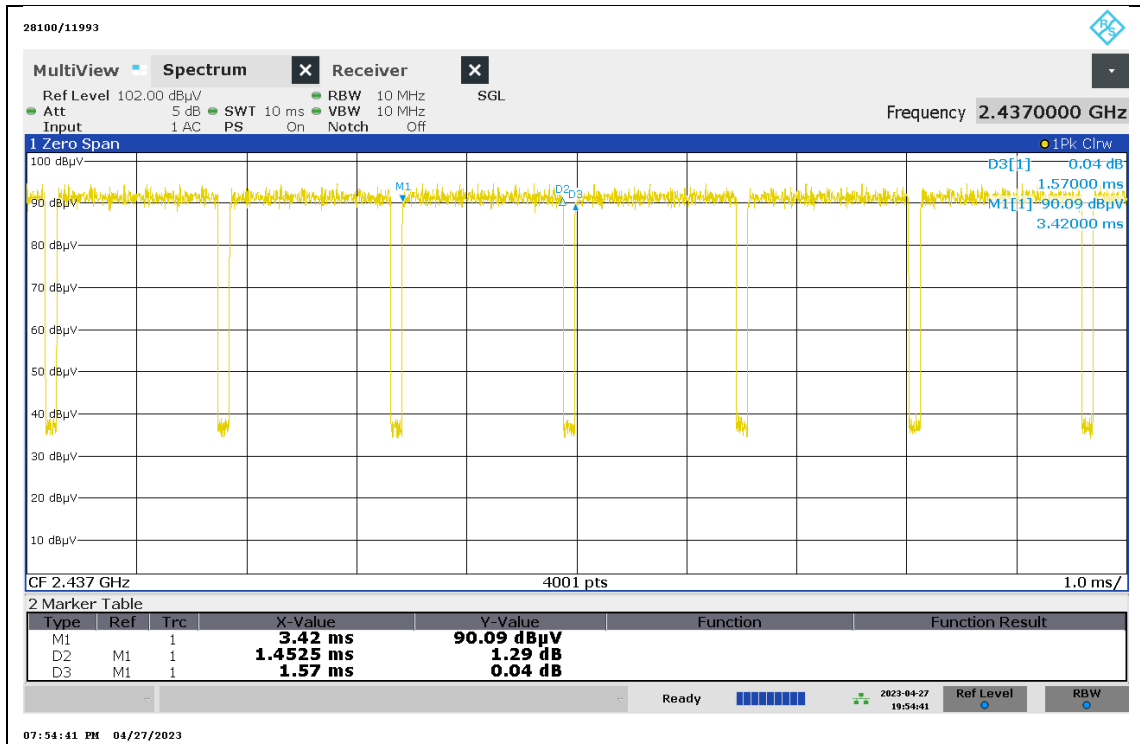 28100/11993
R&S
MultiView Spectrum X Receiver X
Ref Level 102.00 dBµV RBW 10 MHz SGL
Att 5 dB SWT 10 ms VBW 10 MHz
Input 1 AC PS On Notch Off
Frequency 2.4370000 GHz
1 Zero Span 1Pk Clrw
100 dBµV
D3[1] 0.04 dB
1.57000 ms
M1 D2 D3
90 dBµV
M1[1] 90.09 dBµV
3.42000 ms
80 dBµV
70 dBµV
60 dBµV
50 dBµV
40 dBµV
30 dBµV
20 dBµV
10 dBµV
CF 2.437 GHz 4001 pts 1.0 ms/
2 Marker Table
Type Ref Trc X-Value Y-Value Function Function Result
M1 1 3.42 ms 90.09 dBµV
D2 M1 1 1.4525 ms 1.29 dB
D3 M1 1 1.57 ms 0.04 dB
Ready 2023-04-27 19:54:41 Ref Level RBW
07:54:41 PM 04/27/2023